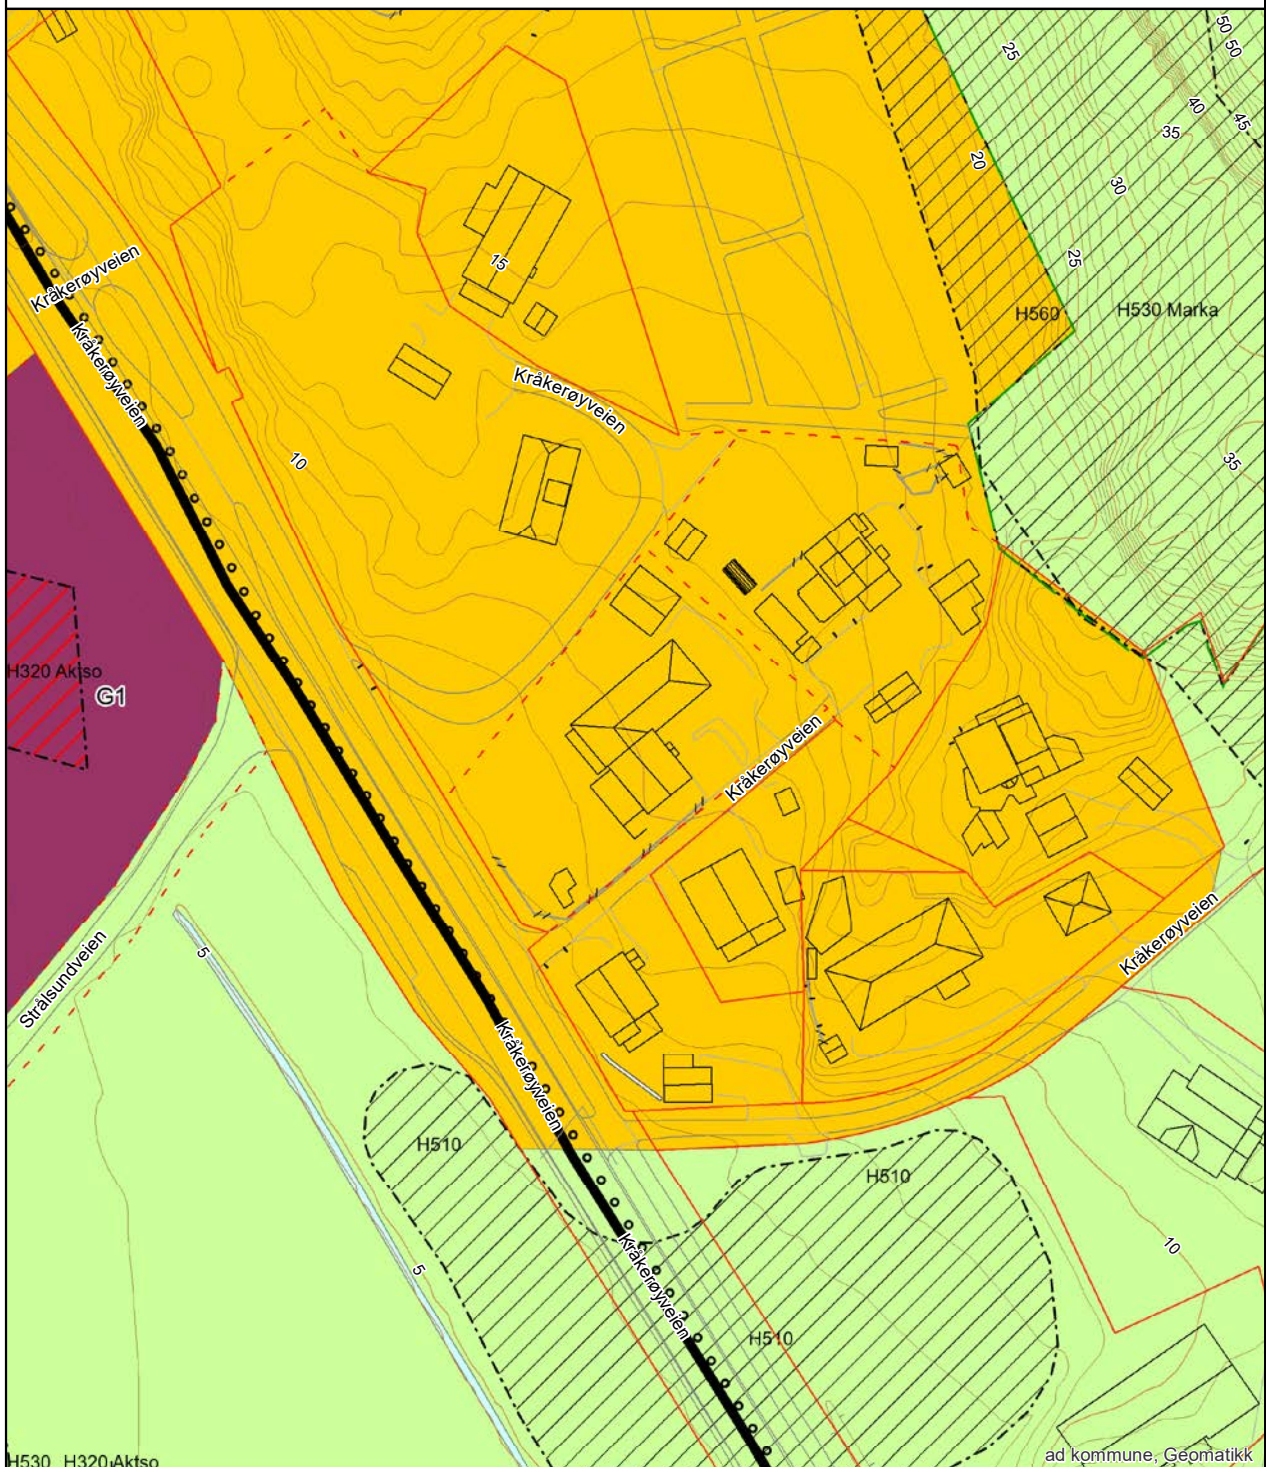 50
50
25
40
45
35
20
30
Kråkerøyveien
25
15
H560
H530 Marka
Kråkerøyveien
Kråkerøyveien
10
35
H320 Aktso
G1
Kråkerøyveien
Kråkerøyveien
5
Strålsundveien
Kråkerøyveien
H510
H510
10
5
Kråkerøyveien
H510
ad kommune, Geomatikk
H530 H320 Aktso